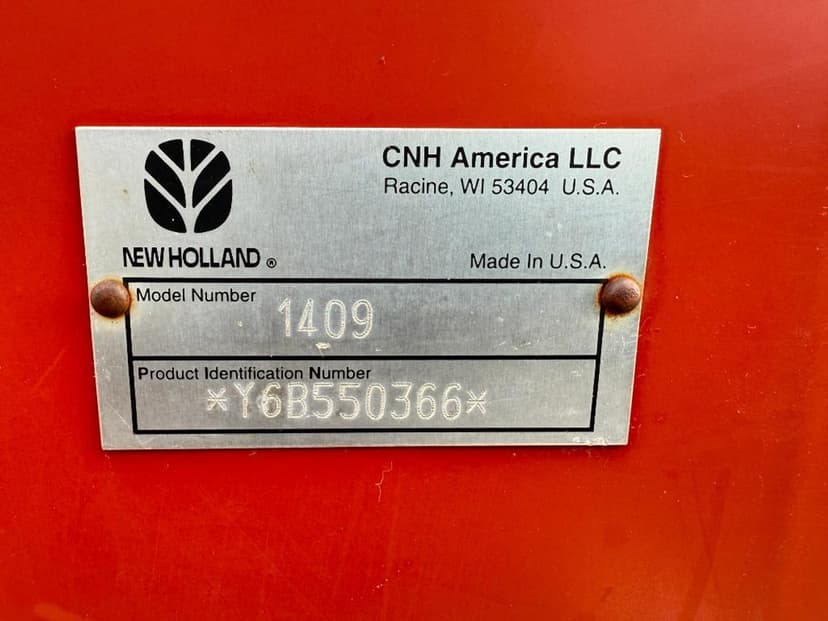 CNH America LLC
Racine, WI 53404 U.S.A.
NEW HOLLAND ®
Made In U.S.A.
Model Number
1409
Product Identification Number
*Y6B550366*